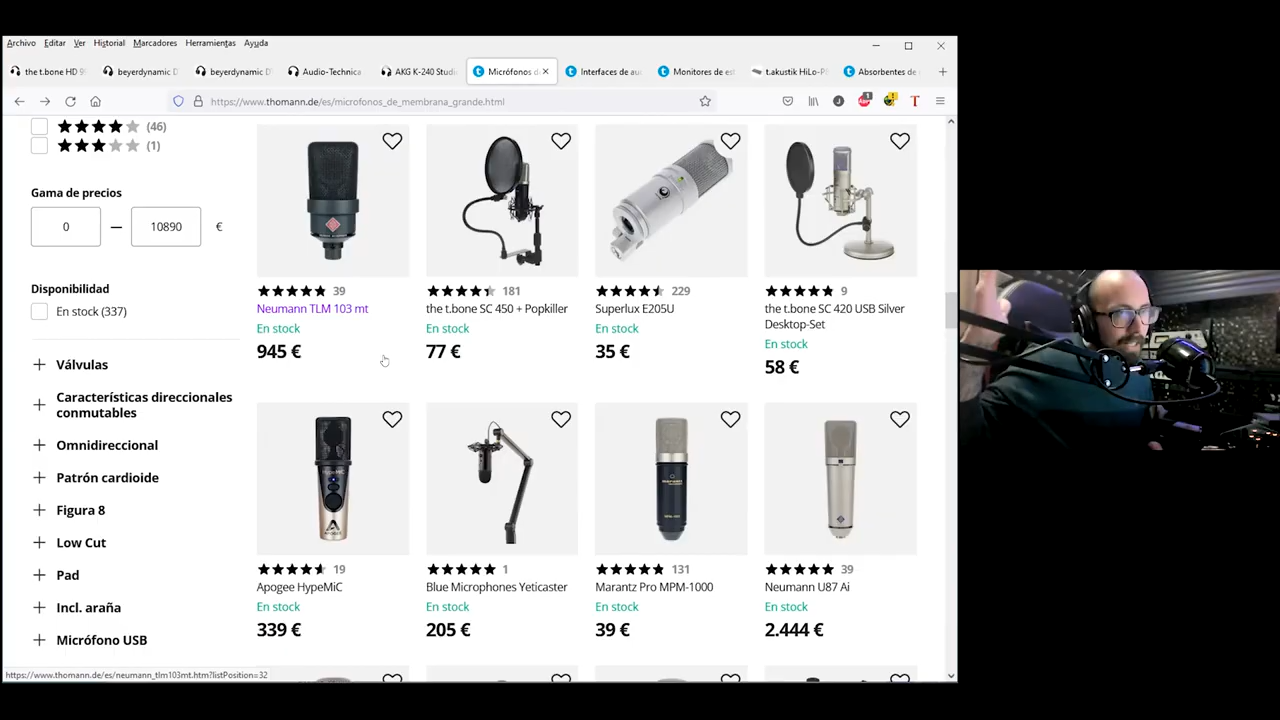 Archivo Editar Ver Historial Marcadores Herramientas Ayuda
the t.bone HD 9 beyerdynamic D beyerdynamic D Audio-Technica AKG K-240 Studi Micrófonos d Interfaces de au Monitores de es t.akustik HiLo-P Absorbentes de
https://www.thomann.de/es/microfonos_de_membrana_grande.html
(46)
(1)
Gama de precios
0 — 10890 €
Disponibilidad
En stock (337)
Válvulas
Características direccionales
conmutables
Omnidireccional
Patrón cardioide
Figura 8
Low Cut
Pad
Incl. araña
Micrófono USB
39
Neumann TLM 103 mt
En stock
945 €
181
the t.bone SC 450 + Popkiller
En stock
77 €
229
Superlux E205U
En stock
35 €
9
the t.bone SC 420 USB Silver
Desktop-Set
En stock
58 €
19
Apogee HypeMiC
En stock
339 €
1
Blue Microphones Yeticaster
En stock
205 €
131
Marantz Pro MPM-1000
En stock
39 €
39
Neumann U87 Ai
En stock
2.444 €
https://www.thomann.de/es/neumann_tlm103mt.htm?listPosition=32